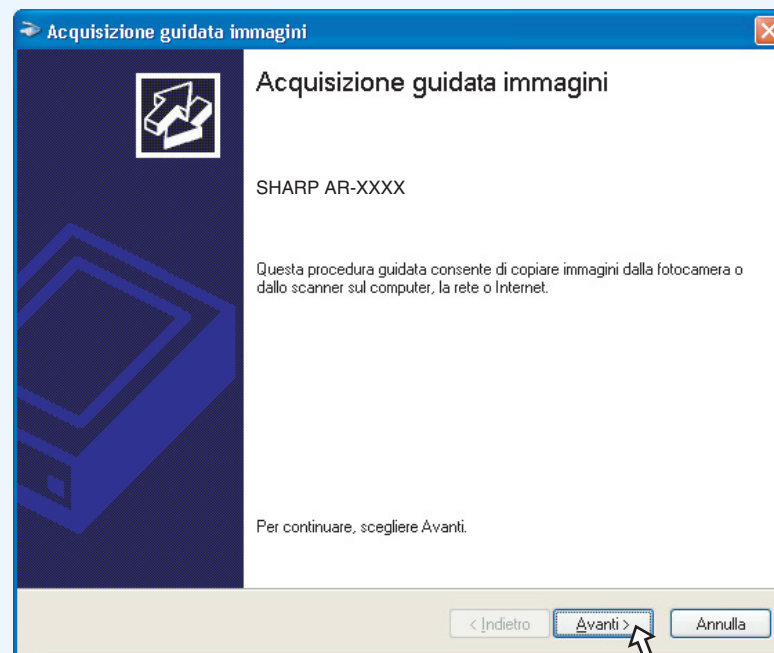 Acquisizione guidata immagini
Acquisizione guidata immagini
SHARP AR-XXXX
Questa procedura guidata consente di copiare immagini dalla fotocamera o
dallo scanner sul computer, la rete o Internet.
Per continuare, scegliere Avanti.
< Indietro Avanti > Annulla